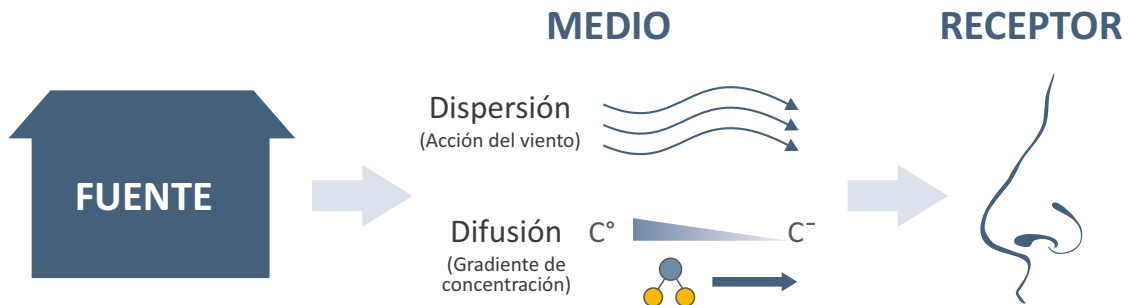 MEDIO
RECEPTOR
FUENTE
Dispersión
(Acción del viento)
Difusión
(Gradiente de
concentración)
C° C⁻